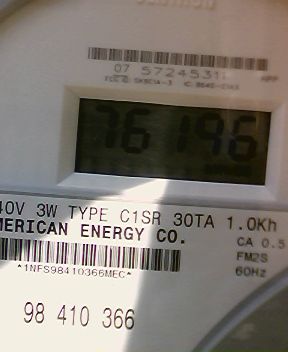 07 5724531
76196
40V 3W TYPE C1SR 30TA 1.0Kh
MERICAN ENERGY CO.
CA 0.5
FM2S
*1NFS98410366MEC*
60Hz
98 410 366